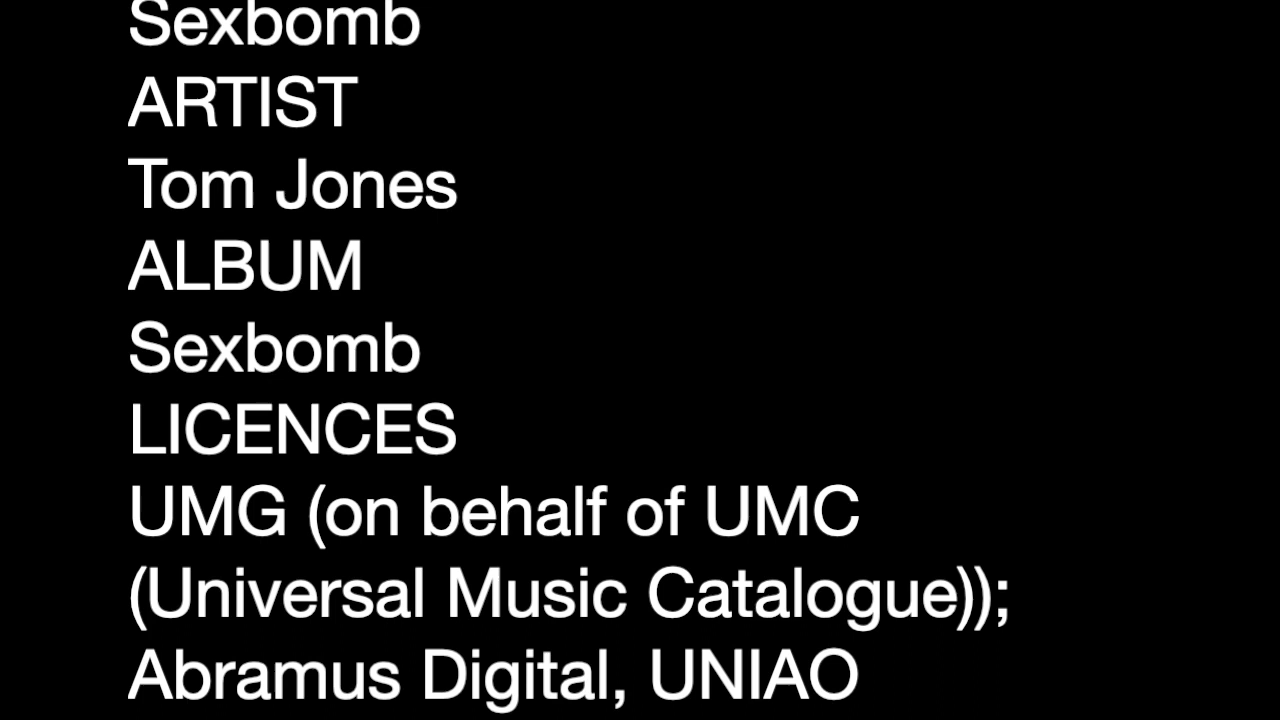 Sexbomb
ARTIST
Tom Jones
ALBUM
Sexbomb
LICENCES
UMG (on behalf of UMC
(Universal Music Catalogue));
Abramus Digital, UNIAO